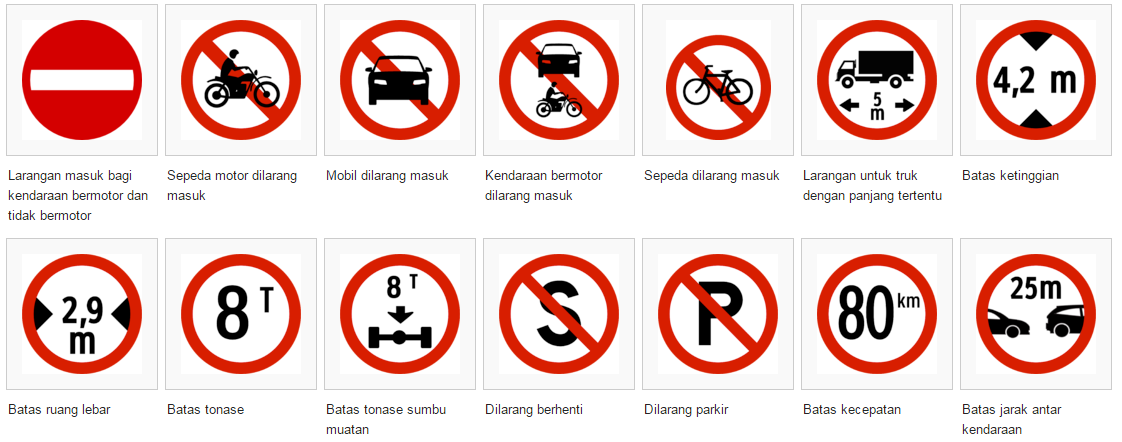 5
m
4,2 m
Larangan masuk bagi
kendaraan bermotor dan
tidak bermotor
Sepeda motor dilarang
masuk
Mobil dilarang masuk
Kendaraan bermotor
dilarang masuk
Sepeda dilarang masuk
Larangan untuk truk
dengan panjang tertentu
Batas ketinggian
2,9
m
8 T
8 T
S
P
80 km
25m
Batas ruang lebar
Batas tonase
Batas tonase sumbu
muatan
Dilarang berhenti
Dilarang parkir
Batas kecepatan
Batas jarak antar
kendaraan